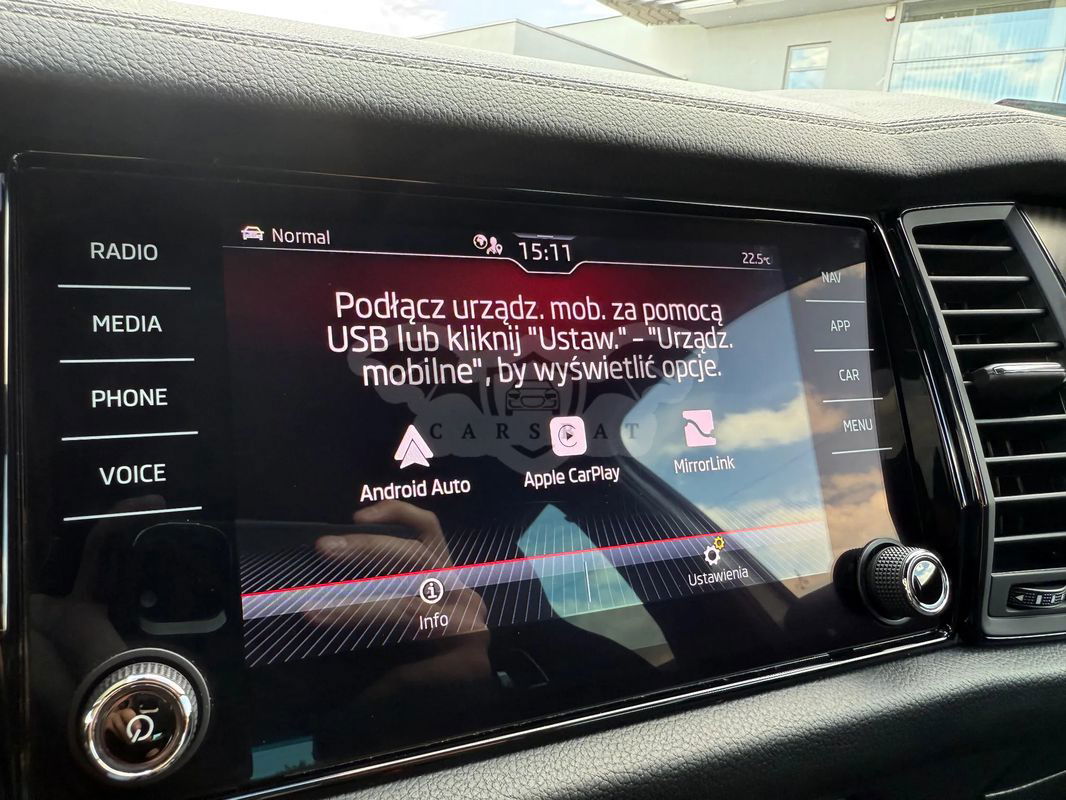 Normal
15:11
22.5°C
RADIO
MEDIA
PHONE
VOICE
Podłącz urządz. mob. za pomocą
USB lub kliknij "Ustaw." - "Urządz.
mobilne", by wyświetlić opcje.
CARSCAT
Android Auto
Apple CarPlay
MirrorLink
Info
Ustawienia
NAV
APP
CAR
MENU